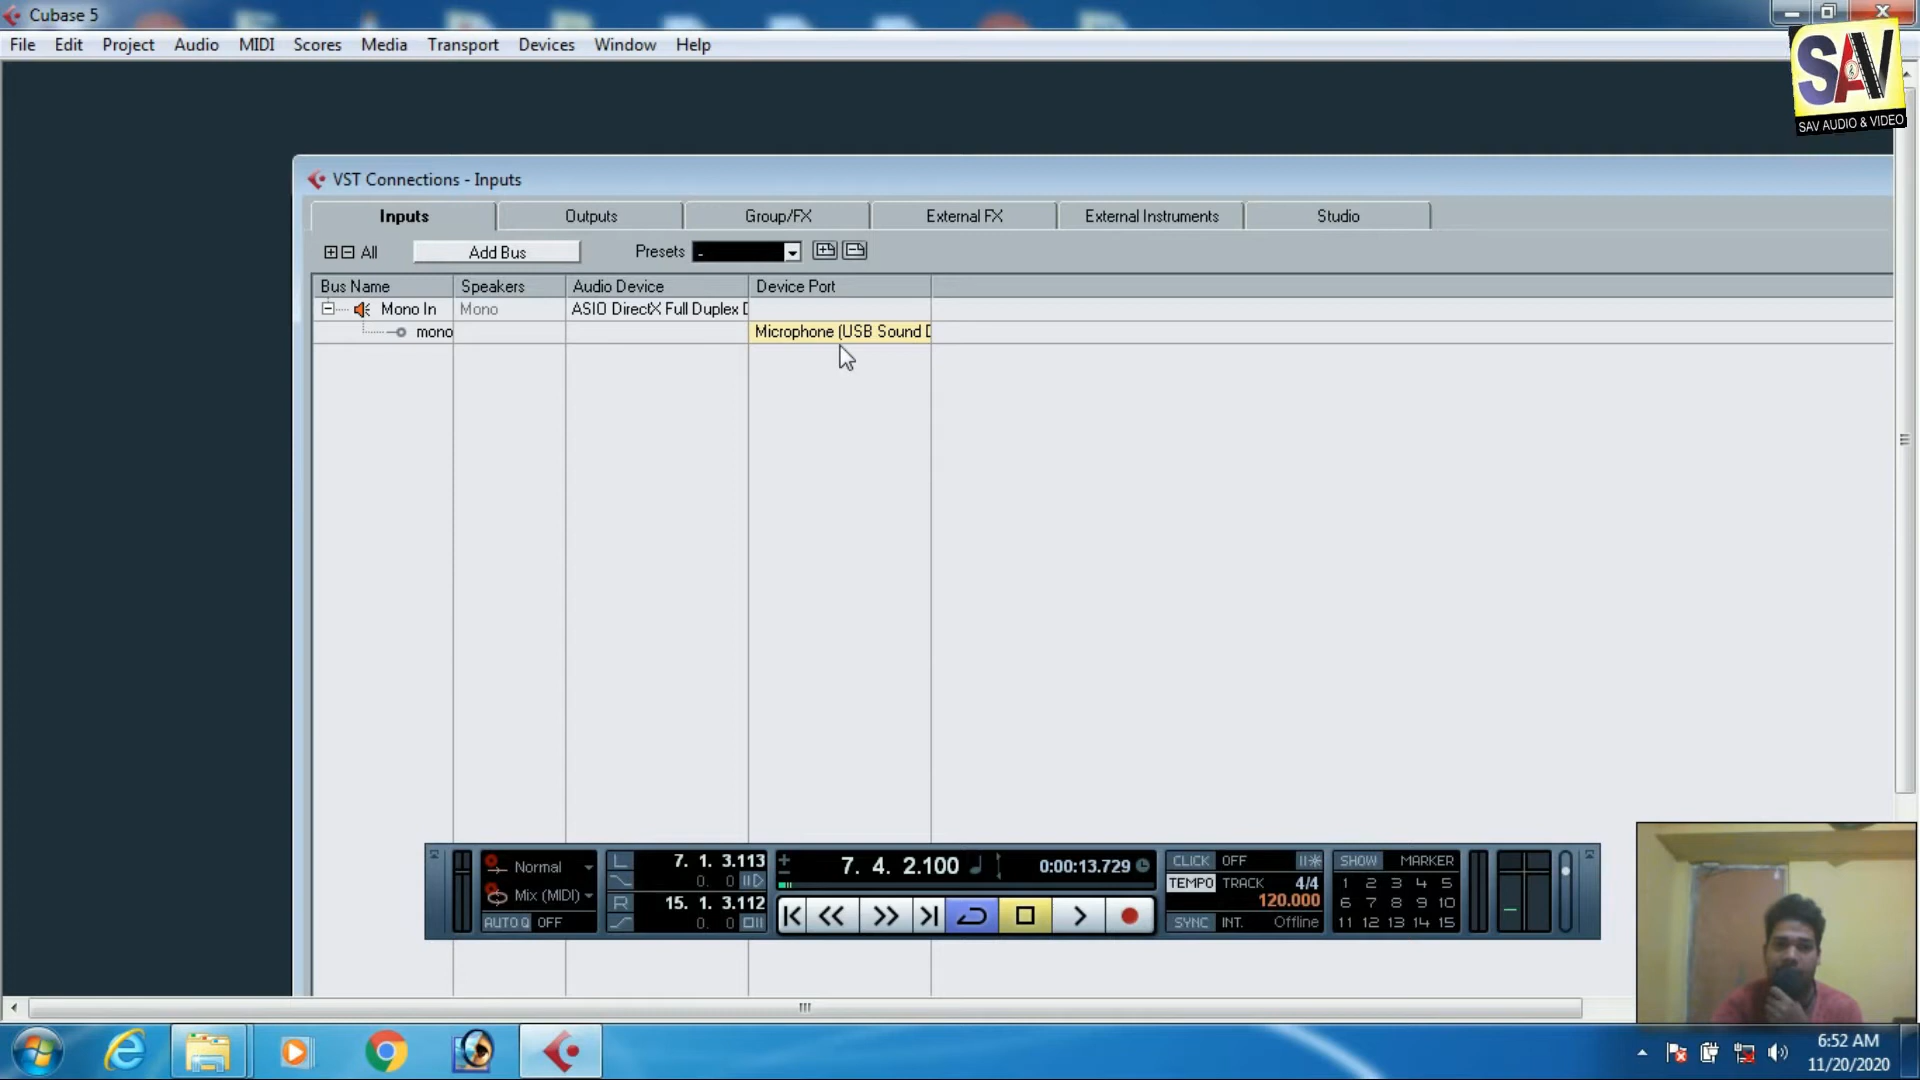 Cubase 5
File Edit Project Audio MIDI Scores Media Transport Devices Window Help
SAV
SAV AUDIO & VIDEO
VST Connections - Inputs
Inputs Outputs Group/FX External FX External Instruments Studio
All Add Bus Presets -
Bus Name Speakers Audio Device Device Port
Mono In Mono ASIO DirectX Full Duplex D
mono Microphone (USB Sound D
Normal L 7. 1. 3.113 7. 4. 2.100 0:00:13.729 CLICK OFF SHOW MARKER
0. 0 TEMPO TRACK 4/4 1 2 3 4 5
Mix (MIDI) R 15. 1. 3.112 120.000 6 7 8 9 10
AUTO Q OFF 0. 0 SYNC INT. Offline 11 12 13 14 15
6:52 AM
11/20/2020